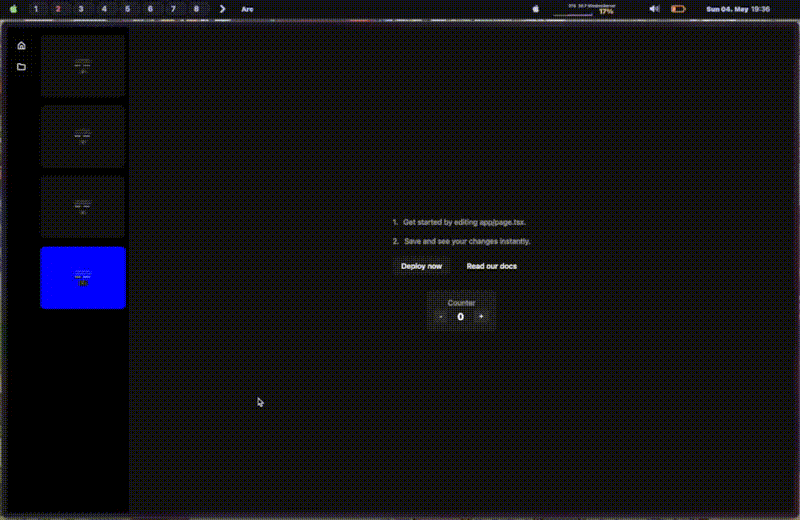 1 2 3 4 5 6 7 8 Arc 17% Sun 04. May 19:36
1. Get started by editing app/page.tsx.
2. Save and see your changes instantly.
Deploy now Read our docs
Counter
- 0 +